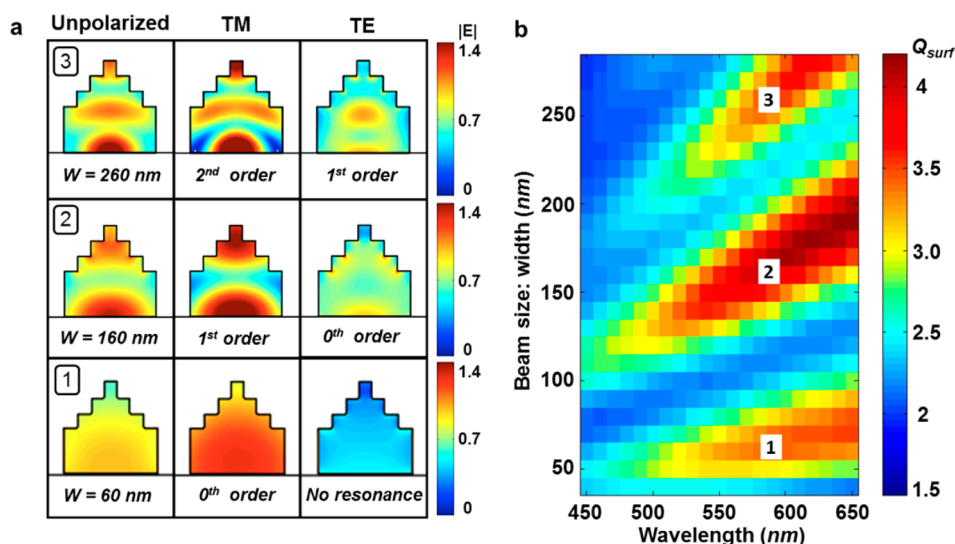 a
Unpolarized TM TE |E|
3
1.4
0.7
0
W = 260 nm 2nd order 1st order
2
1.4
0.7
0
W = 160 nm 1st order 0th order
1
1.4
0.7
0
W = 60 nm 0th order No resonance
b
Qsurf
Beam size: width (nm)
250
200
150
100
50
3
2
1
450 500 550 600 650
Wavelength (nm)
4
3.5
3.0
2.5
2
1.5